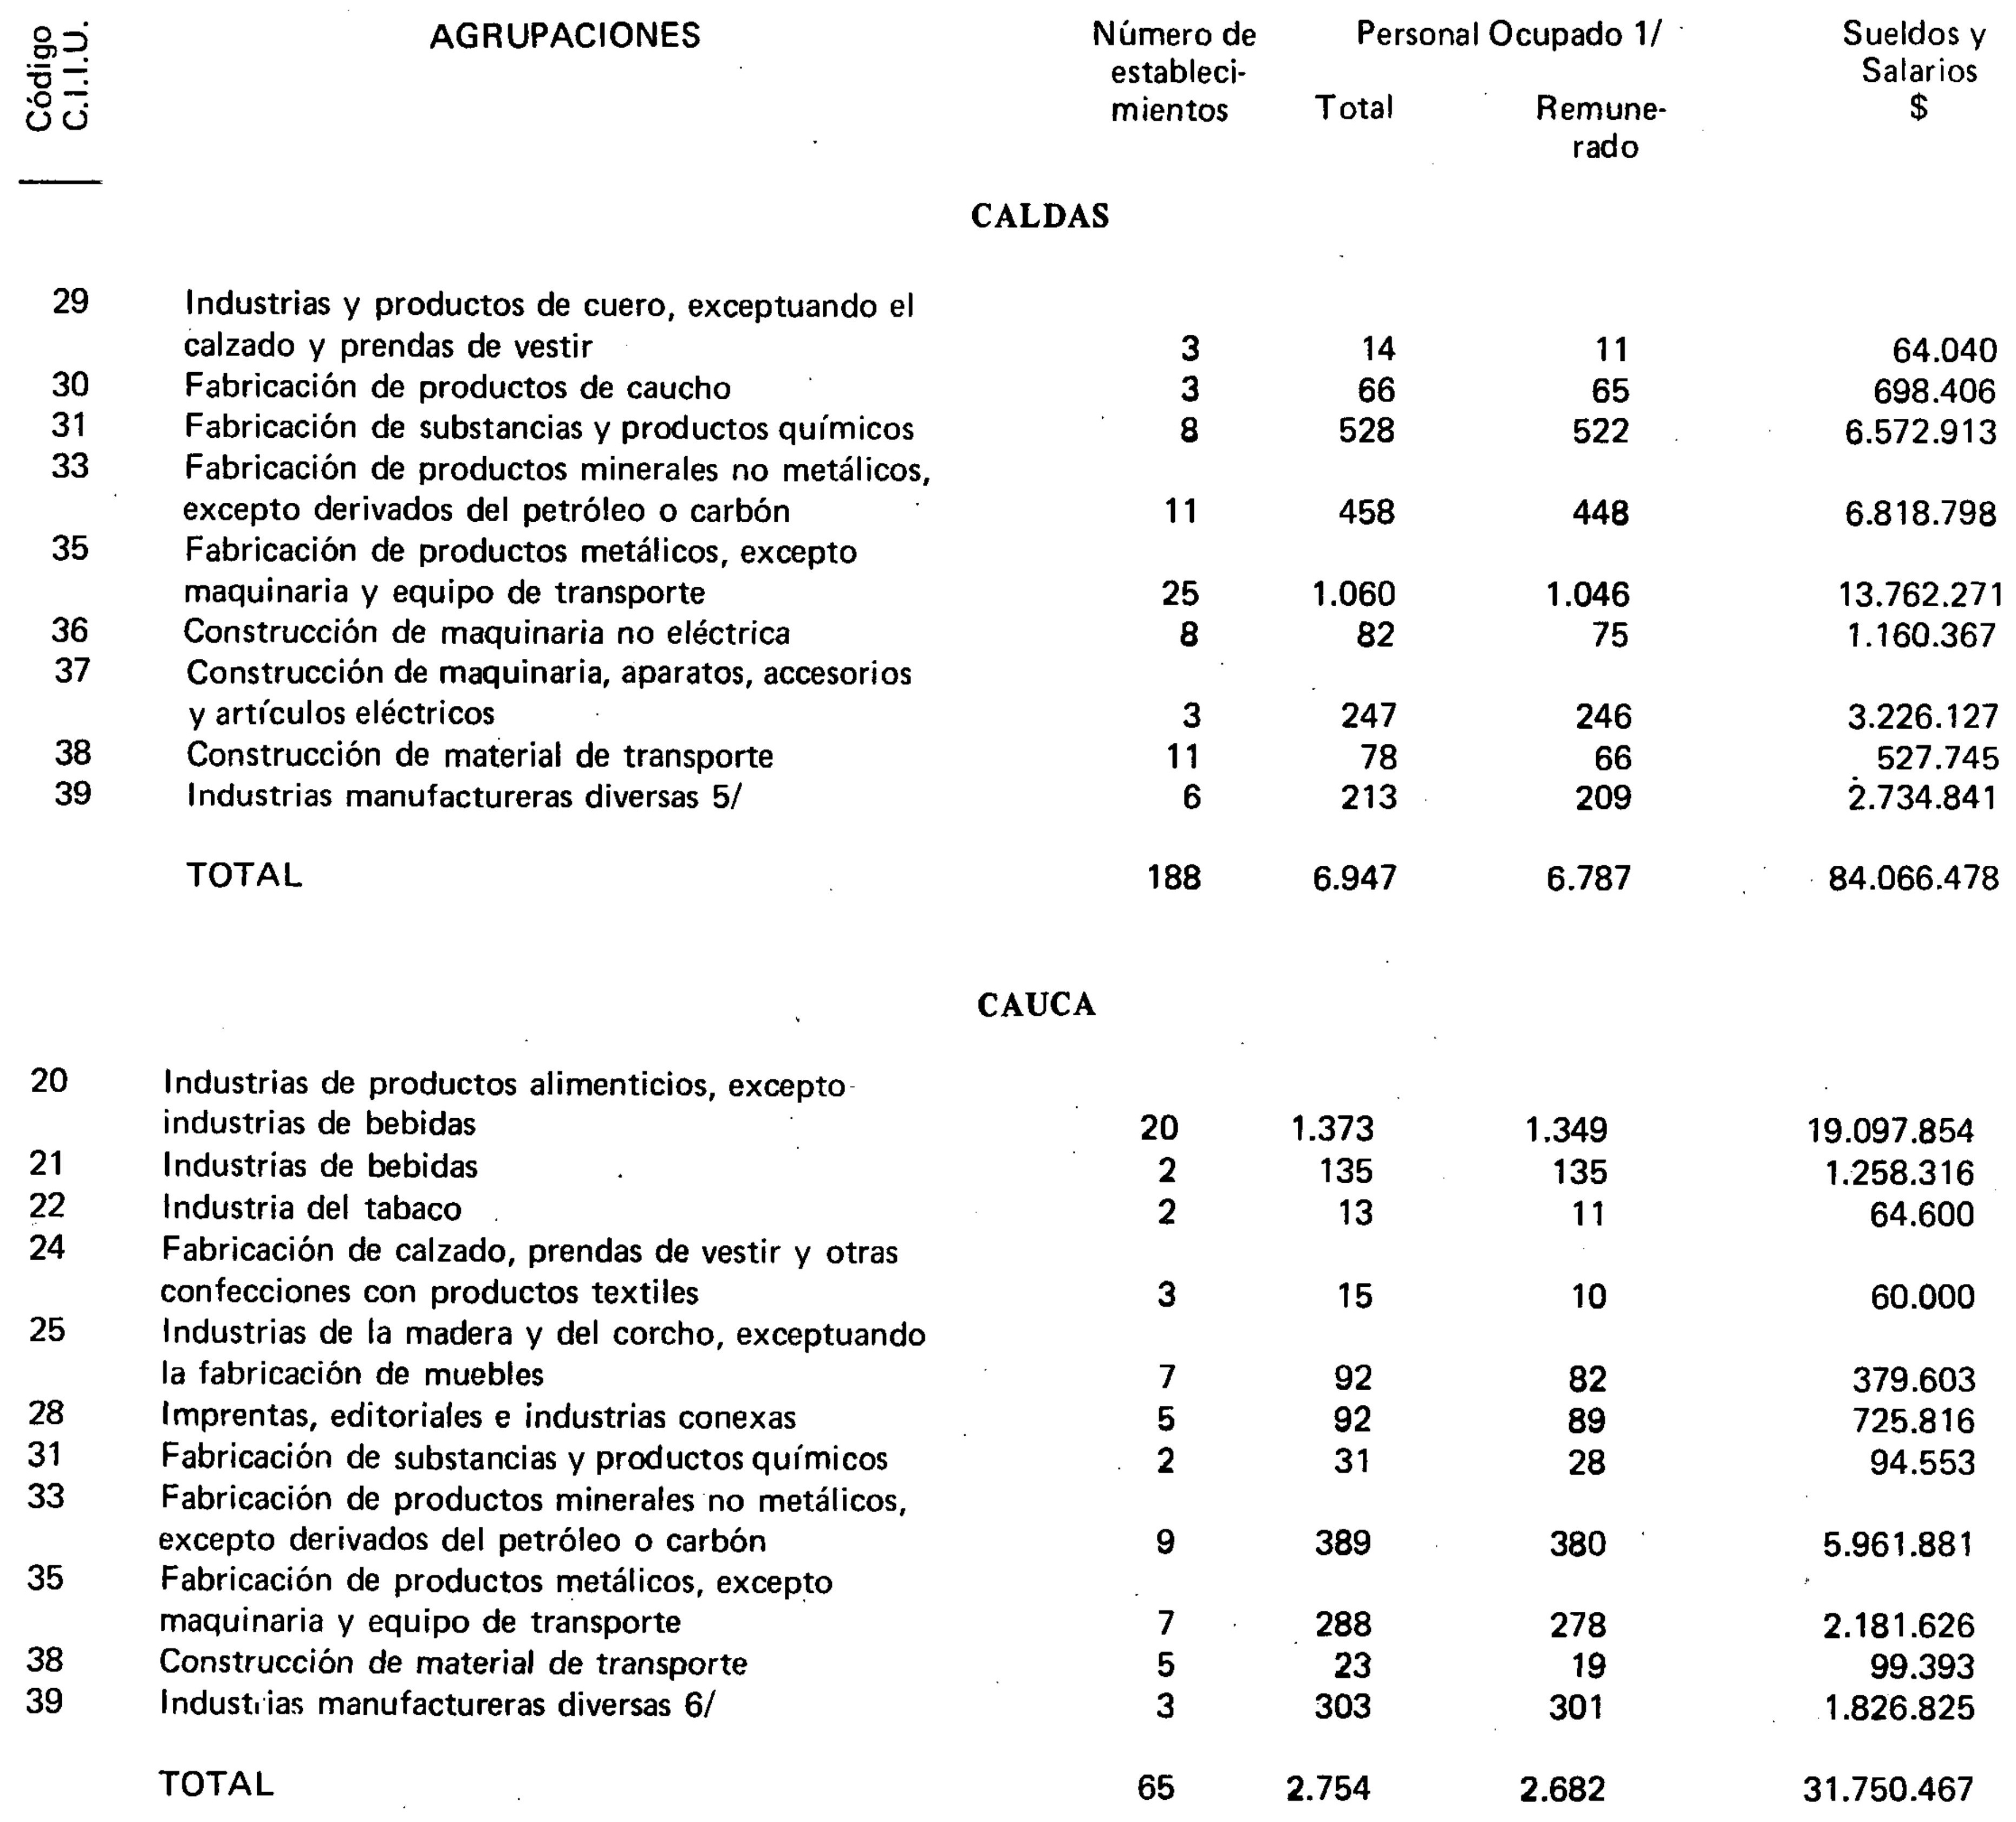 Código C.I.I.U. AGRUPACIONES Número de Personal Ocupado 1/ Sueldos y
estableci- Salarios
mientos Total Remune- $
rado
CALDAS
29 Industrias y productos de cuero, exceptuando el
calzado y prendas de vestir 3 14 11 64.040
30 Fabricación de productos de caucho 3 66 65 698.406
31 Fabricación de substancias y productos químicos 8 528 522 6.572.913
33 Fabricación de productos minerales no metálicos,
excepto derivados del petróleo o carbón 11 458 448 6.818.798
35 Fabricación de productos metálicos, excepto
maquinaria y equipo de transporte 25 1.060 1.046 13.762.271
36 Construcción de maquinaria no eléctrica 8 82 75 1.160.367
37 Construcción de maquinaria, aparatos, accesorios
y artículos eléctricos 3 247 246 3.226.127
38 Construcción de material de transporte 11 78 66 527.745
39 Industrias manufactureras diversas 5/ 6 213 209 2.734.841
TOTAL 188 6.947 6.787 84.066.478
CAUCA
20 Industrias de productos alimenticios, excepto
industrias de bebidas 20 1.373 1.349 19.097.854
21 Industrias de bebidas 2 135 135 1.258.316
22 Industria del tabaco 2 13 11 64.600
24 Fabricación de calzado, prendas de vestir y otras
confecciones con productos textiles 3 15 10 60.000
25 Industrias de la madera y del corcho, exceptuando
la fabricación de muebles 7 92 82 379.603
28 Imprentas, editoriales e industrias conexas 5 92 89 725.816
31 Fabricación de substancias y productos químicos 2 31 28 94.553
33 Fabricación de productos minerales no metálicos,
excepto derivados del petróleo o carbón 9 389 380 5.961.881
35 Fabricación de productos metálicos, excepto
maquinaria y equipo de transporte 7 288 278 2.181.626
38 Construcción de material de transporte 5 23 19 99.393
39 Industrias manufactureras diversas 6/ 3 303 301 1.826.825
TOTAL 65 2.754 2.682 31.750.467